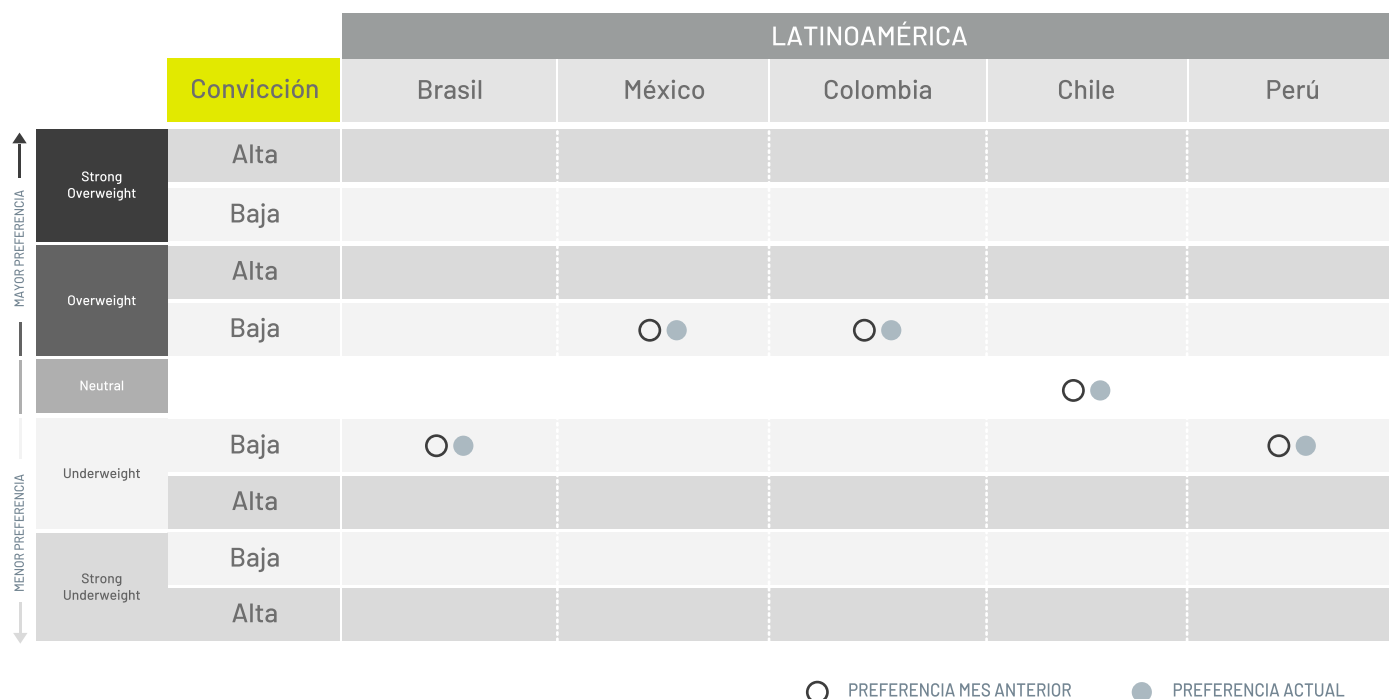 LATINOAMÉRICA
Convicción
Brasil
México
Colombia
Chile
Perú
MAYOR PREFERENCIA
Strong
Overweight
Alta
Baja
Overweight
Alta
Baja
Neutral
MENOR PREFERENCIA
Underweight
Baja
Alta
Strong
Underweight
Baja
Alta
PREFERENCIA MES ANTERIOR
PREFERENCIA ACTUAL